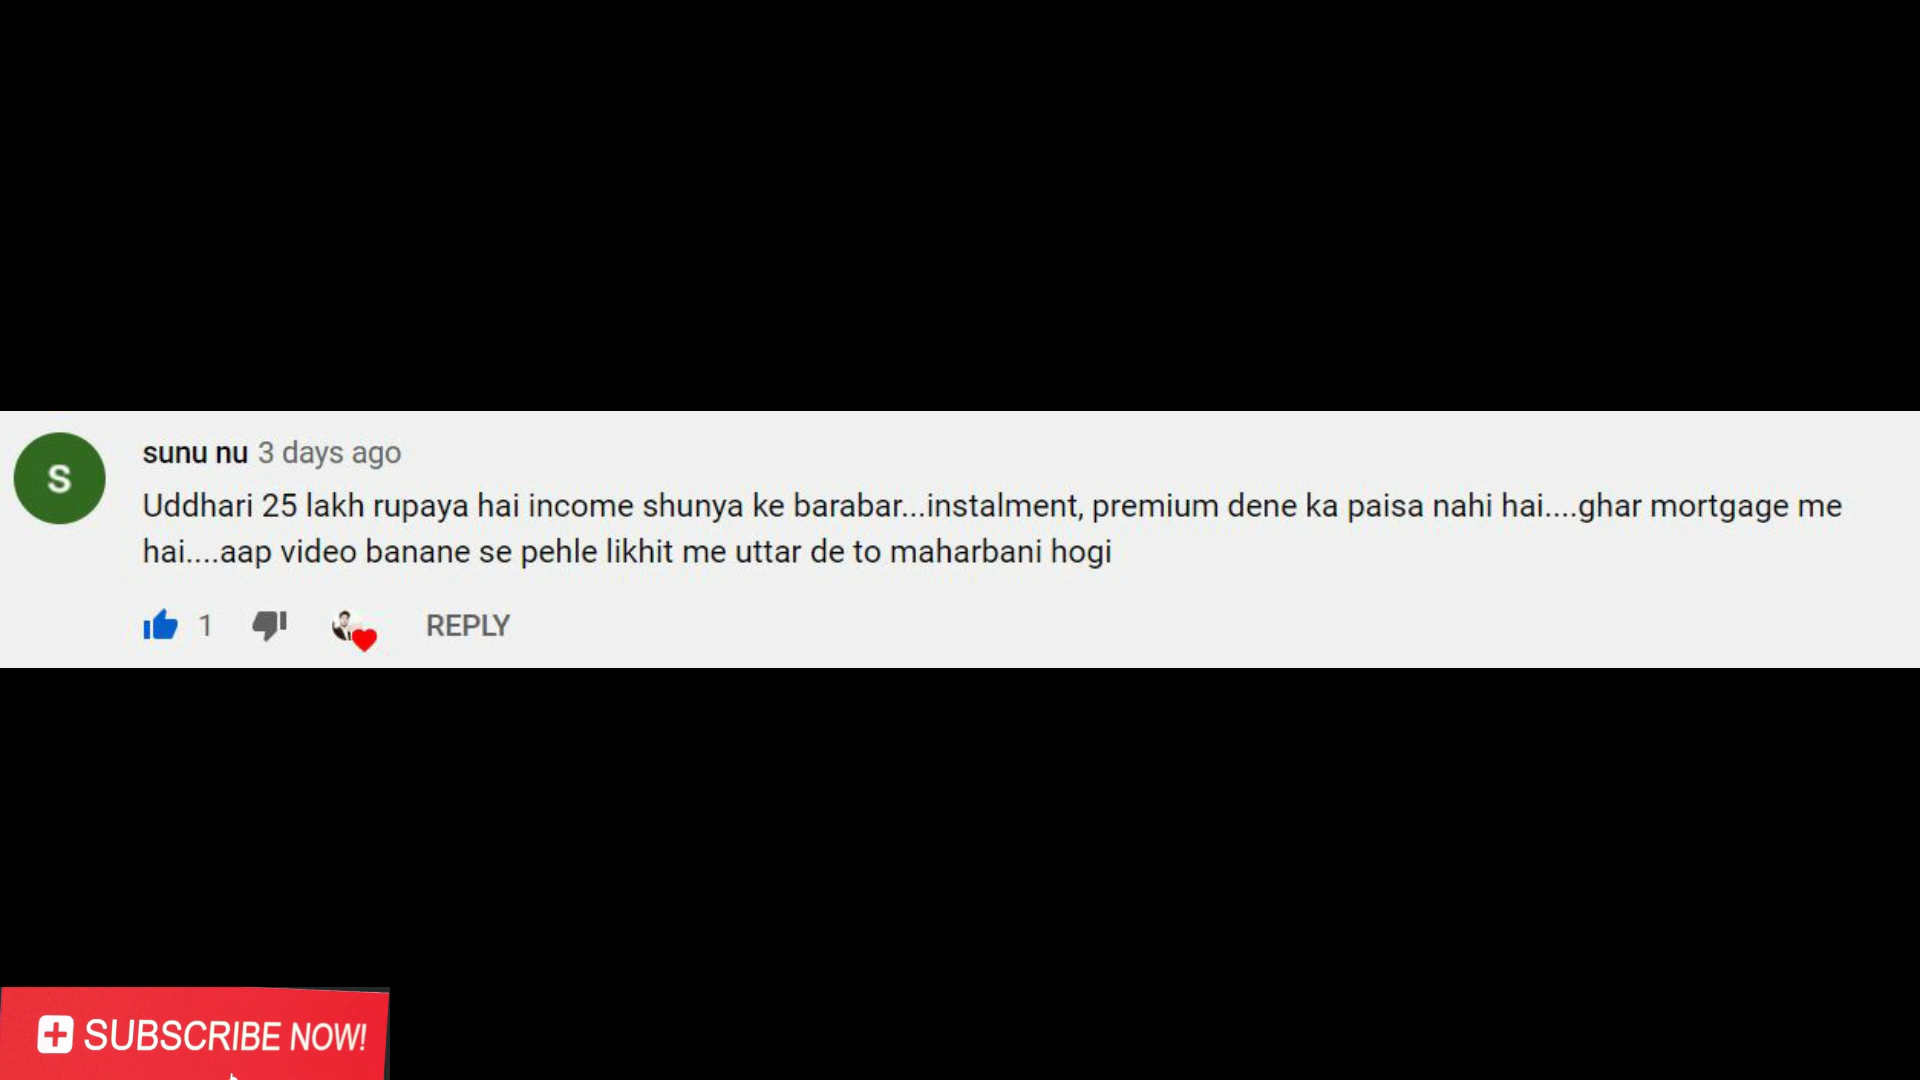 S
sunu nu 3 days ago
Uddhari 25 lakh rupaya hai income shunya ke barabar...instalment, premium dene ka paisa nahi hai....ghar mortgage me
hai....aap video banane se pehle likhit me uttar de to maharbani hogi
1 REPLY
SUBSCRIBE NOW!